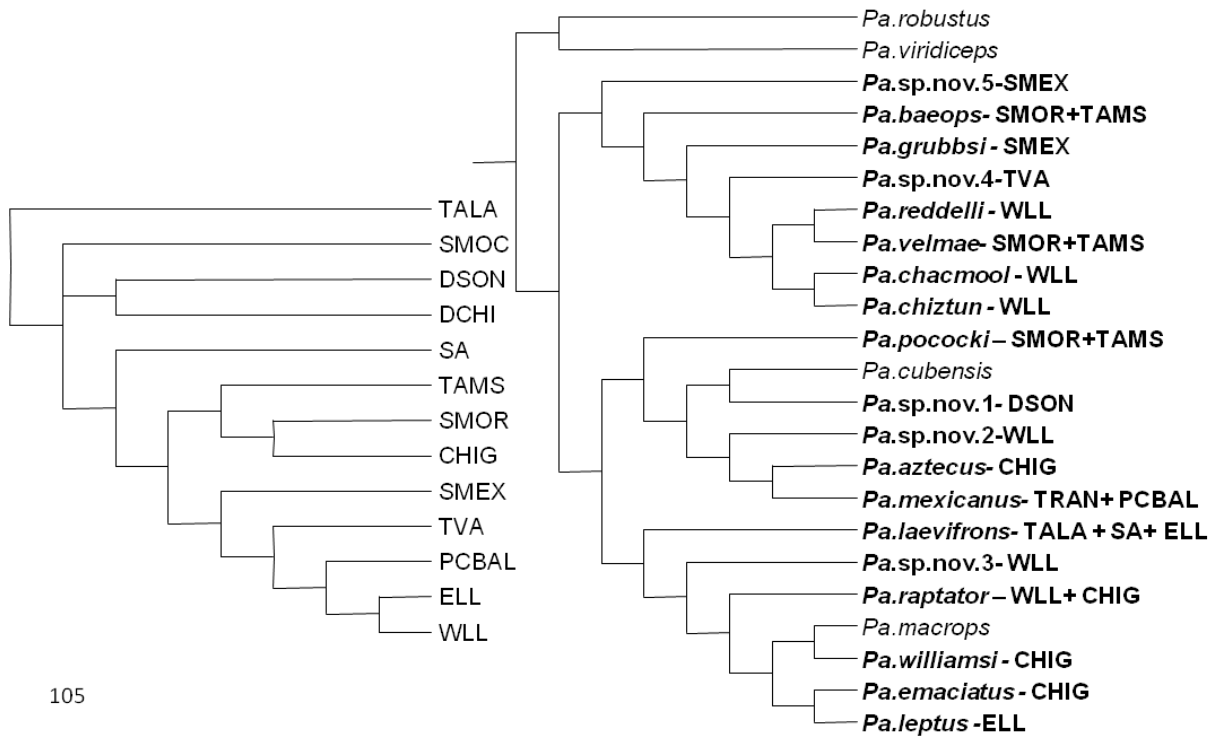 Pa.robustus
Pa.viridiceps
Pa.sp.nov.5-SMEX
Pa.baeops- SMOR+TAMS
Pa.grubbsi - SMEX
Pa.sp.nov.4-TVA
Pa.reddelli - WLL
Pa.velmae- SMOR+TAMS
Pa.chacmool - WLL
Pa.chiztun - WLL
Pa.pococki – SMOR+TAMS
Pa.cubensis
Pa.sp.nov.1- DSON
Pa.sp.nov.2-WLL
Pa.aztecus- CHIG
Pa.mexicanus- TRAN+ PCBAL
Pa.laevifrons- TALA + SA+ ELL
Pa.sp.nov.3- WLL
Pa.raptator – WLL+ CHIG
Pa.macrops
Pa.williamsi - CHIG
Pa.emaciatus - CHIG
Pa.leptus -ELL
TALA
SMOC
DSON
DCHI
SA
TAMS
SMOR
CHIG
SMEX
TVA
PCBAL
ELL
WLL
105